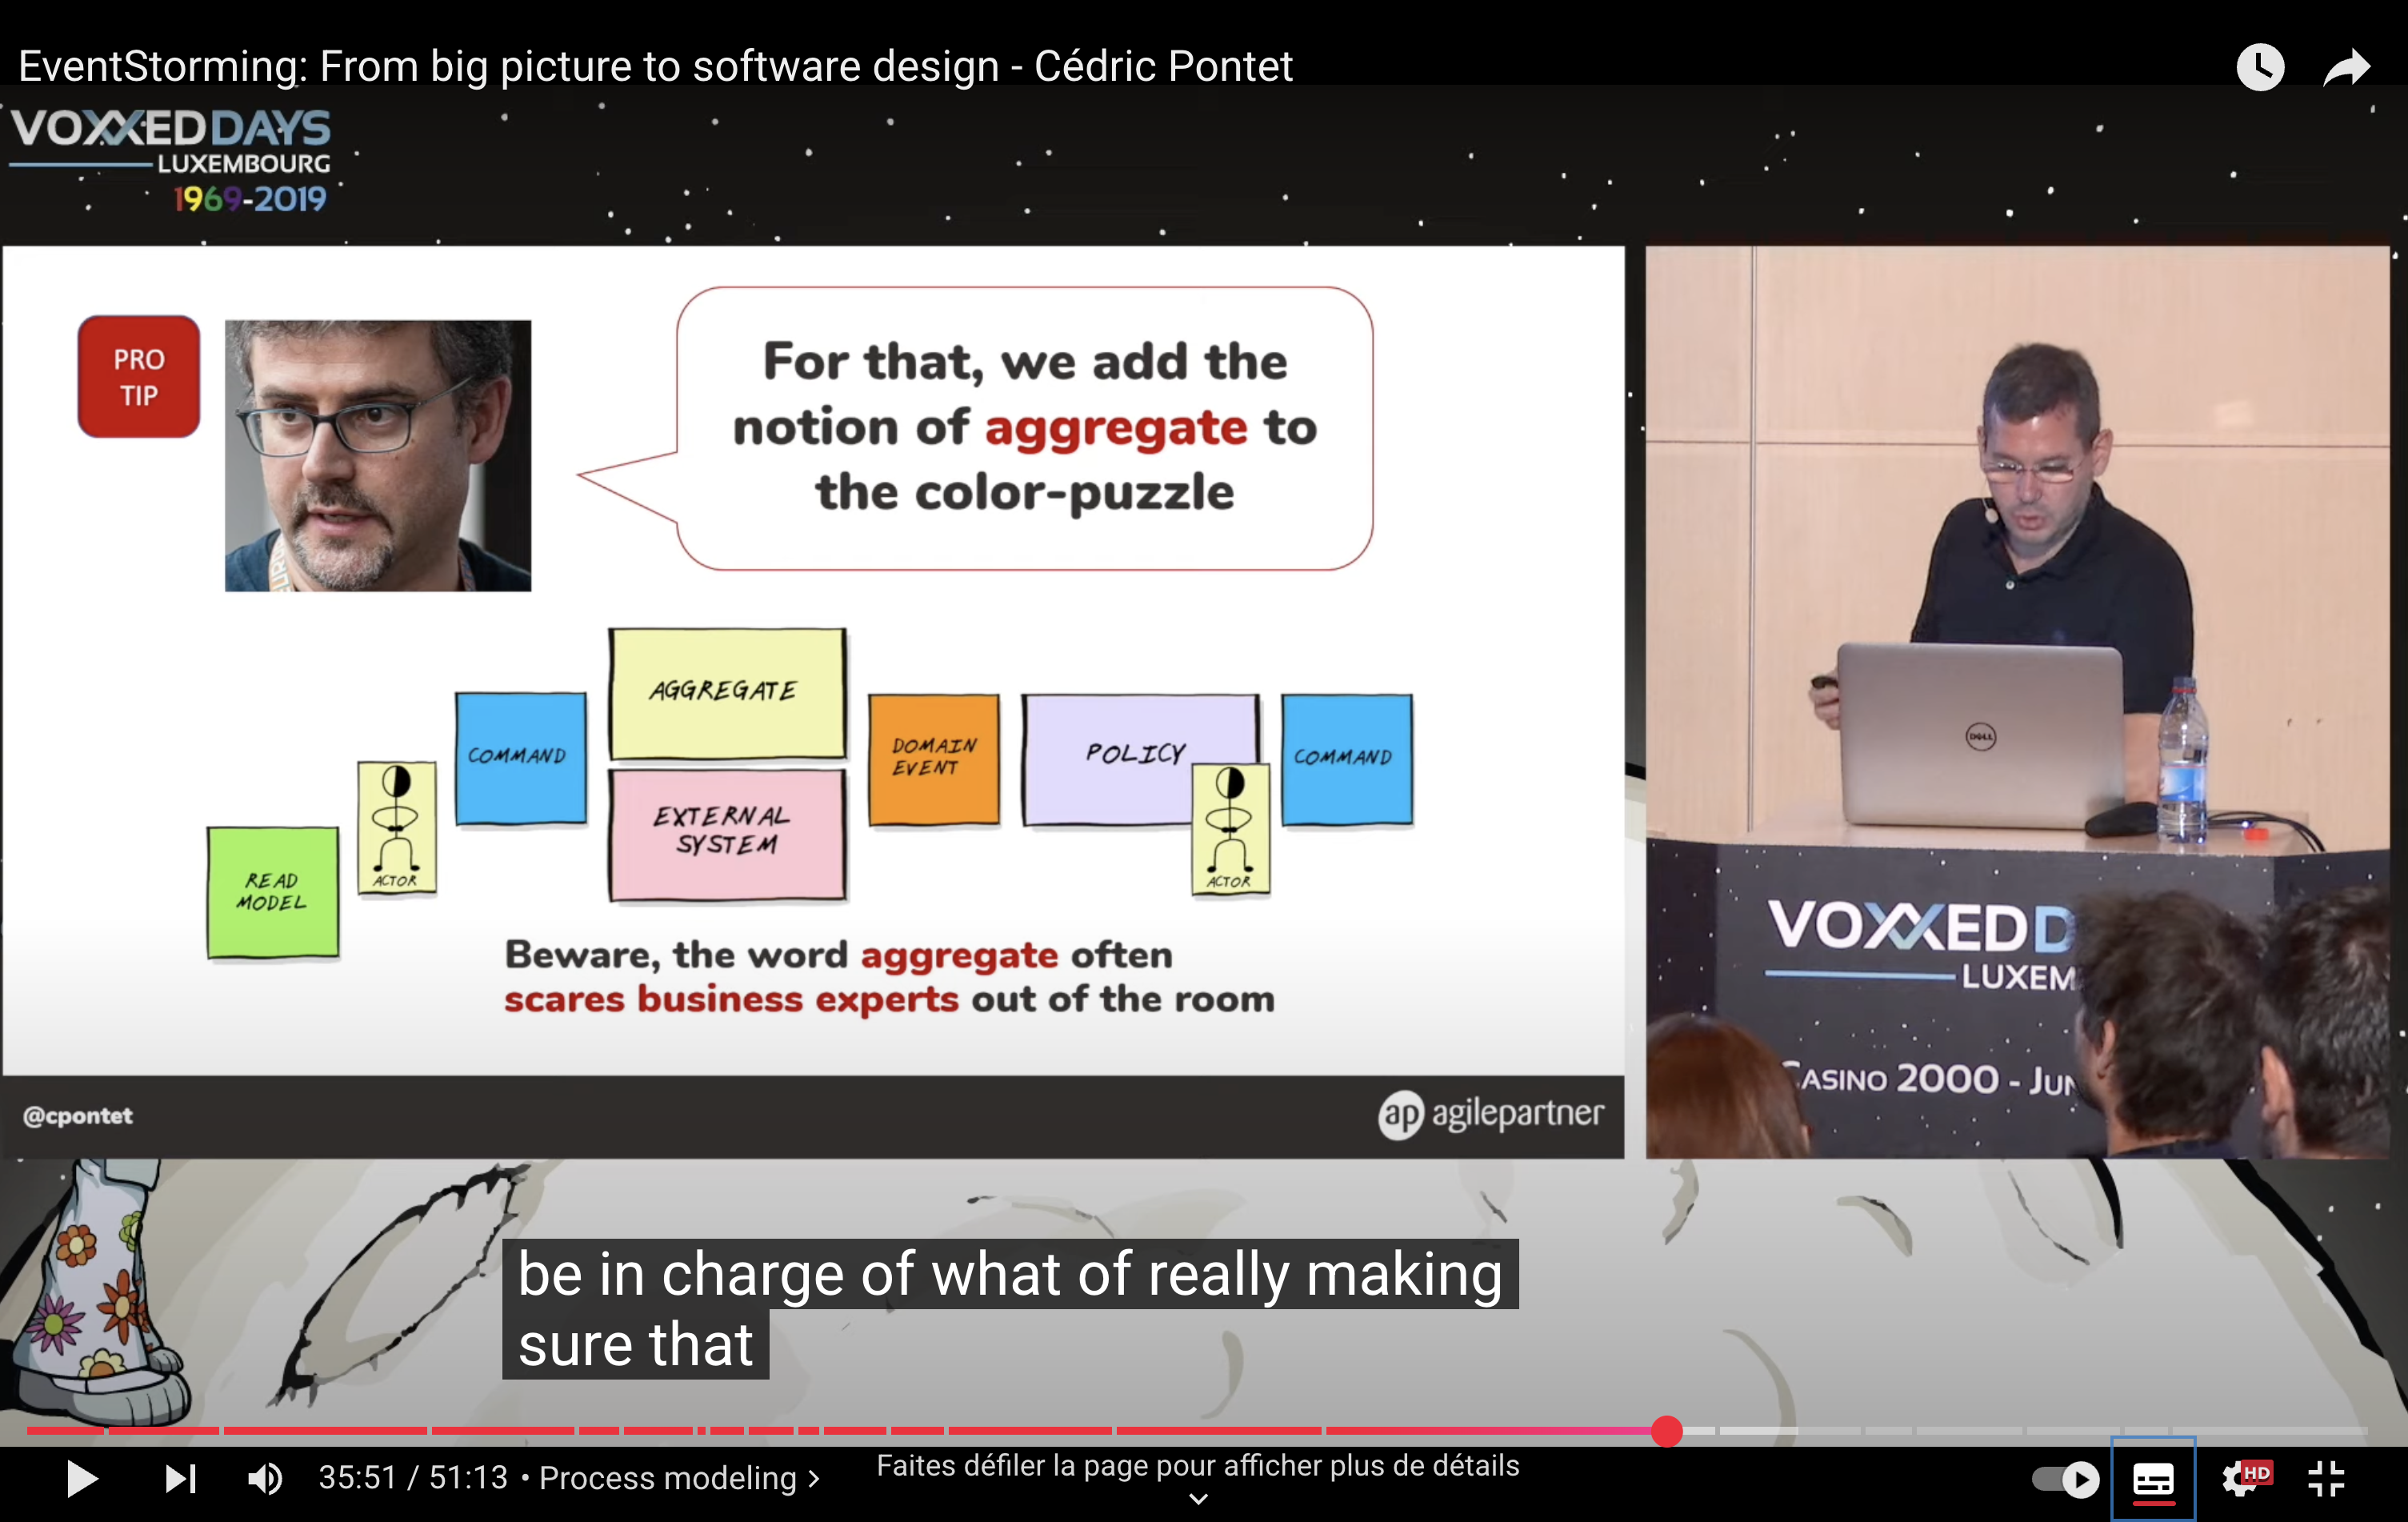 EventStorming: From big picture to software design - Cédric Pontet
VOXXEDDAYS
LUXEMBOURG
1969-2019
PRO
TIP
For that, we add the
notion of aggregate to
the color-puzzle
AGGREGATE
COMMAND
DOMAIN
EVENT
POLICY
COMMAND
EXTERNAL
SYSTEM
READ
MODEL
ACTOR
ACTOR
Beware, the word aggregate often
scares business experts out of the room
@cpontet
ap agilepartner
DELL
VOXXED D
LUXEM
CASINO 2000 - JUN
be in charge of what of really making
sure that
35:51 / 51:13 • Process modeling >
Faites défiler la page pour afficher plus de détails
HD